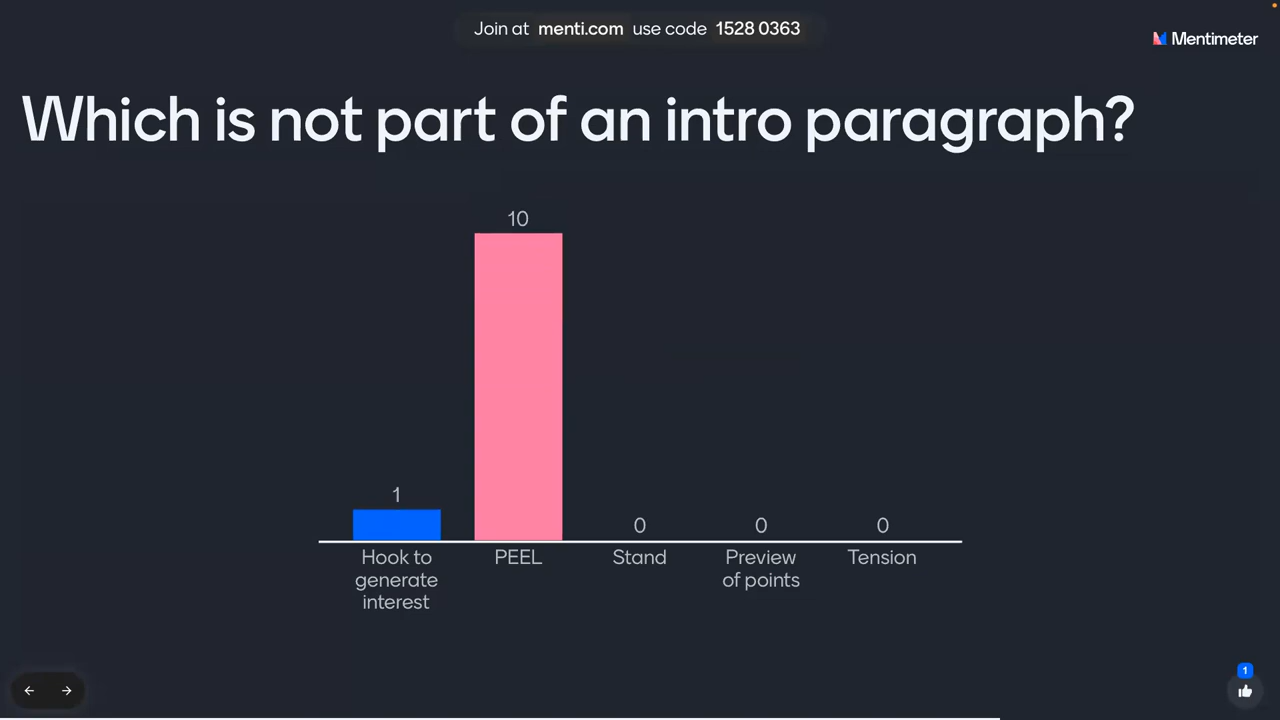 Join at menti.com use code 1528 0363
Mentimeter
Which is not part of an intro paragraph?
10
1
0
0
0
Hook to
generate
interest
PEEL
Stand
Preview
of points
Tension
1